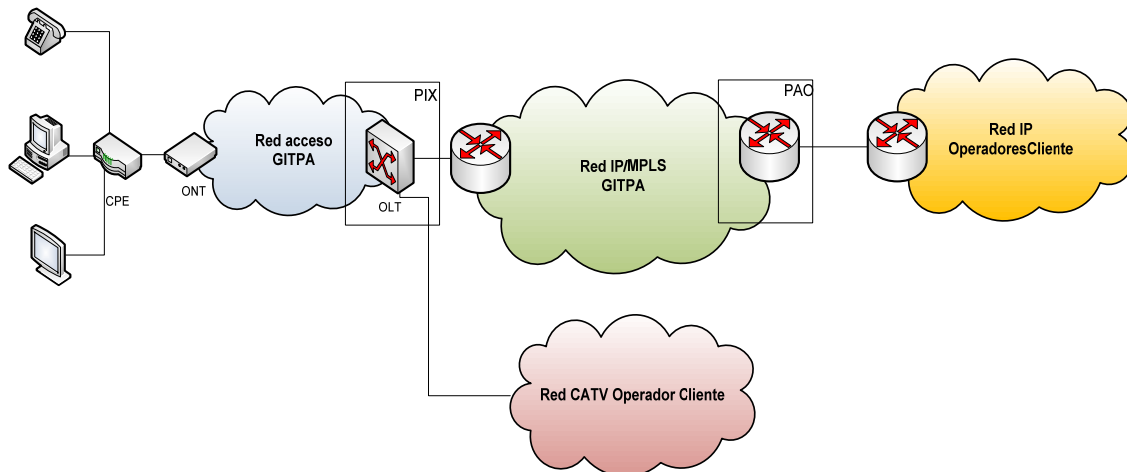 PIX
PAO
Red acceso
GITPA
Red IP/MPLS
GITPA
Red IP
OperadoresCliente
CPE
ONT
OLT
Red CATV Operador Cliente